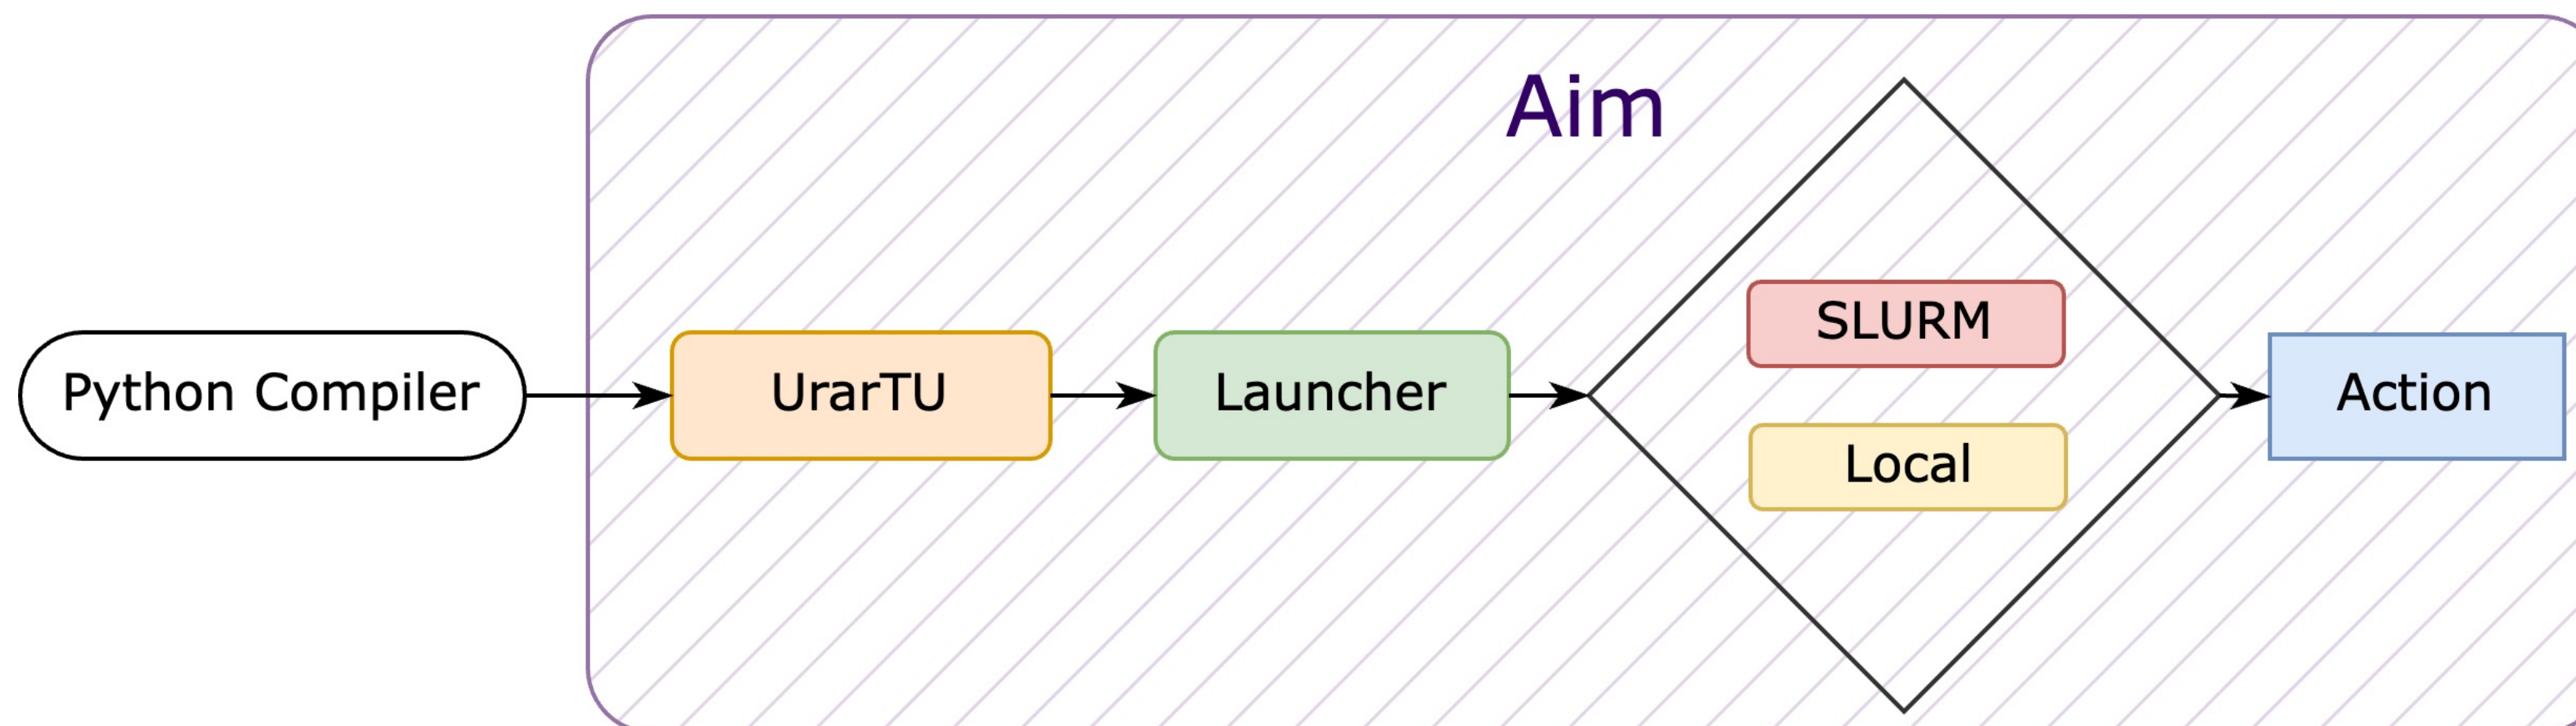 Aim
Python Compiler
UrarTU
Launcher
SLURM
Local
Action